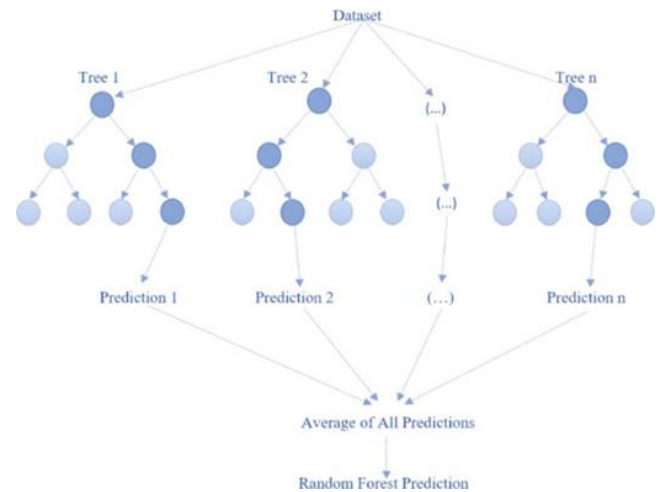 Dataset
Tree 1
Tree 2
Tree n
(...)
(...)
Prediction 1
Prediction 2
(...)
Prediction n
Average of All Predictions
Random Forest Prediction